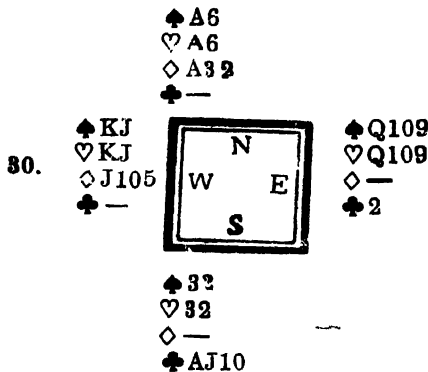 ♠A6
♡A6
◇A32
♣—
30.
♠KJ
♡KJ
◇J105
♣—
N
W E
S
♠Q109
♡Q109
◇—
♣2
♠32
♡32
◇—
♣AJ10